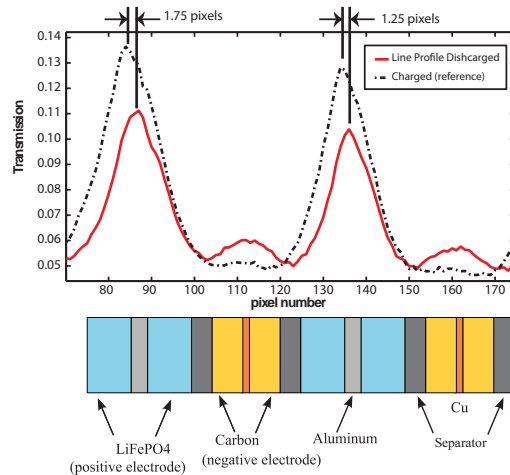 1.75 pixels
1.25 pixels
0.14
0.13
0.12
0.11
0.10
0.09
0.08
0.07
0.06
0.05
Transmission
Line Profile Dishcarged
Charged (reference)
80
90
100
110
120
130
140
150
160
170
pixel number
Cu
LiFePO4
(positive electrode)
Carbon
(negative electrode)
Aluminum
Separator